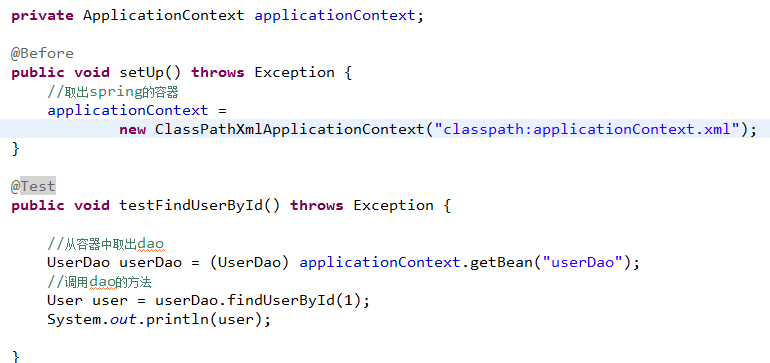 private ApplicationContext applicationContext;
@Before
public void setUp() throws Exception {
//取出spring的容器
applicationContext =
new ClassPathXmlApplicationContext("classpath:applicationContext.xml");
}
@Test
public void testFindUserById() throws Exception {
//从容器中取出dao
UserDao userDao = (UserDao) applicationContext.getBean("userDao");
//调用dao的方法
User user = userDao.findUserById(1);
System.out.println(user);
}